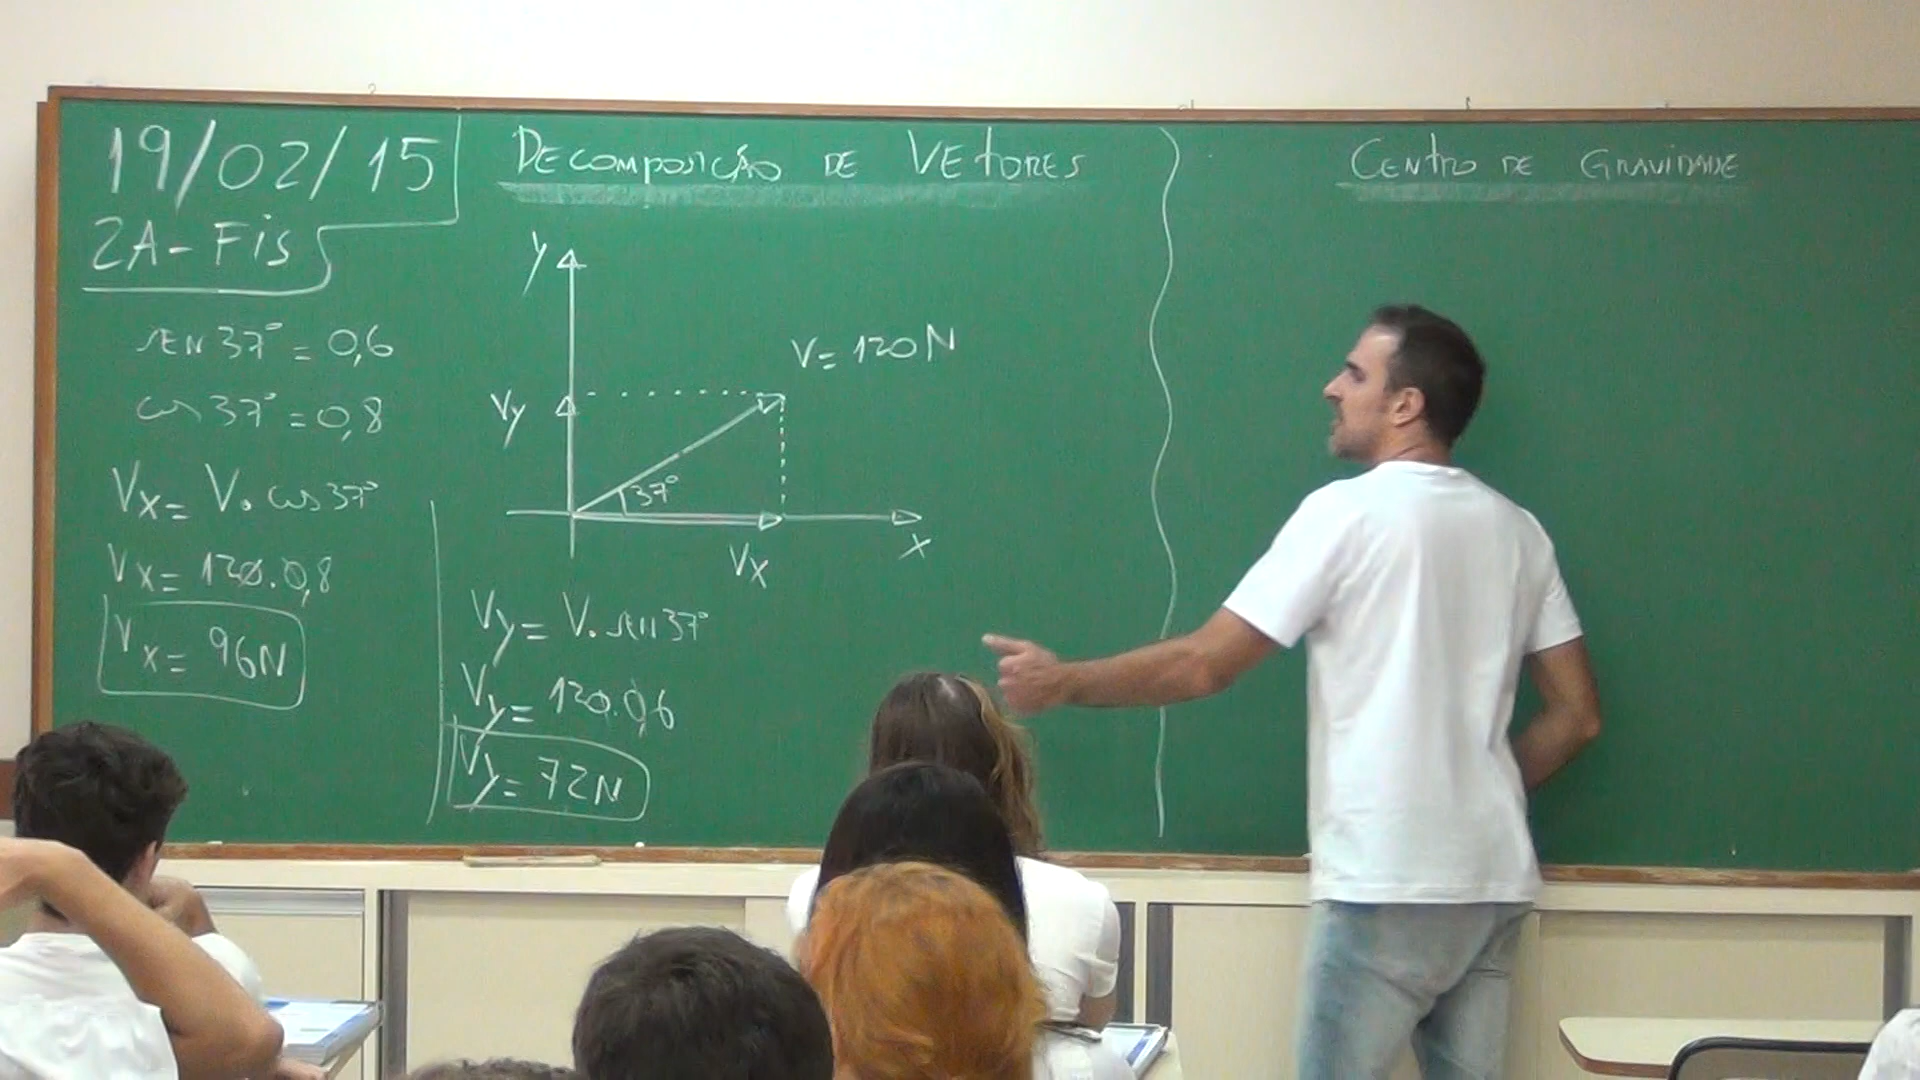 19/02/15
2A - Fis
sen 37° = 0,6
cos 37° = 0,8
Vx = V. cos 37°
Vx = 120.0,8
Vx = 96N
Decomposição de Vetores
y
V = 120N
Vy
37°
Vx
x
Vy = V. sen 37°
Vy = 120.0,6
Vy = 72N
Centro de Gravidade